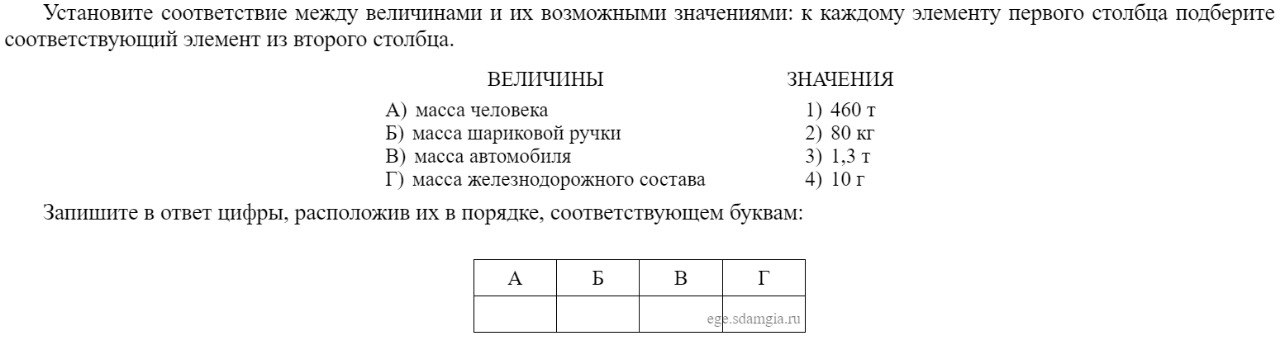 Установите соответствие между величинами и их возможными значениями: к каждому элементу первого столбца подберите
соответствующий элемент из второго столбца.
ВЕЛИЧИНЫ ЗНАЧЕНИЯ
А) масса человека 1) 460 т
Б) масса шариковой ручки 2) 80 кг
В) масса автомобиля 3) 1,3 т
Г) масса железнодорожного состава 4) 10 г
Запишите в ответ цифры, расположив их в порядке, соответствующем буквам:
А Б В Г
ege.sdamgia.ru